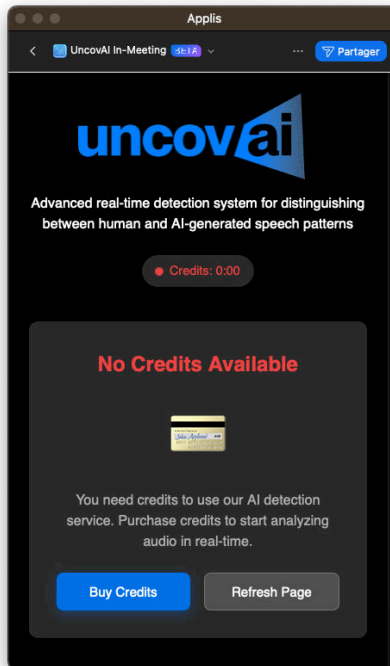 Applis
UncovAI In-Meeting BETA
Partager
uncovai
Advanced real-time detection system for distinguishing
between human and AI-generated speech patterns
Credits: 0:00
No Credits Available
You need credits to use our AI detection
service. Purchase credits to start analyzing
audio in real-time.
Buy Credits
Refresh Page